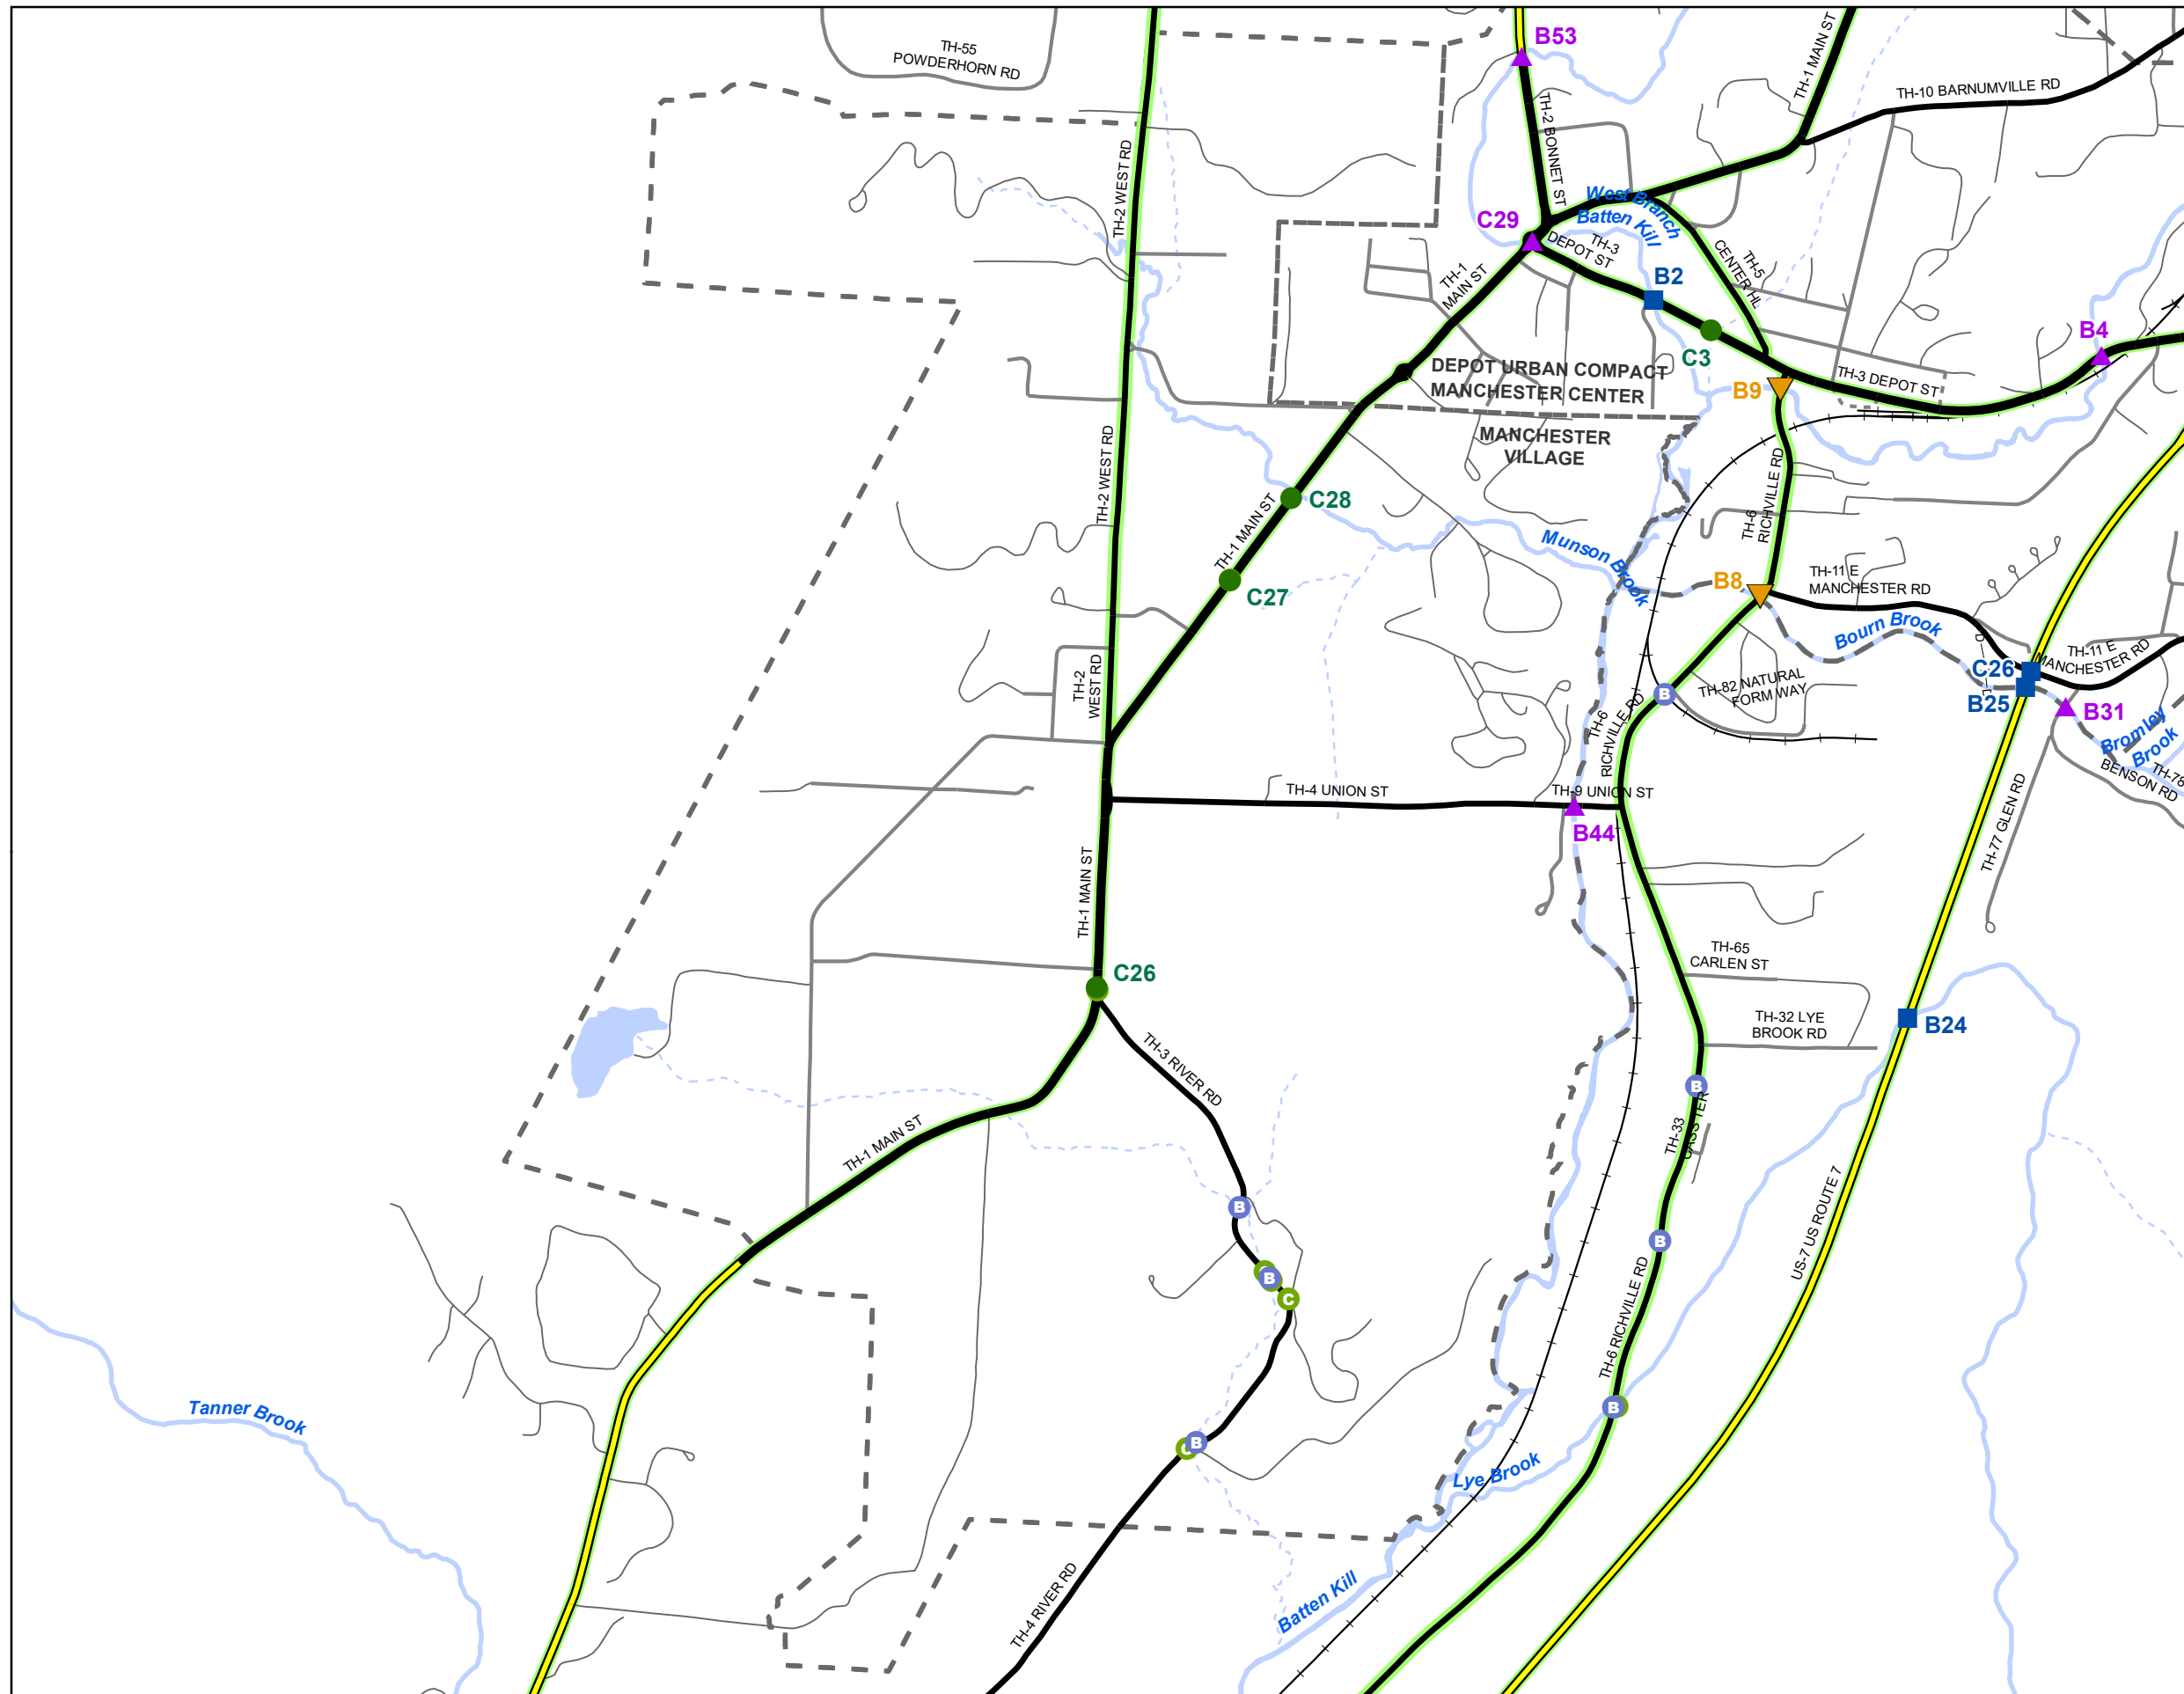 B53
TH-55
POWDERHORN RD
TH-1 MAIN ST
TH-10 BARNUMVILLE RD
TH-2 BONNET ST
TH-2 WEST RD
West Branch
Batten Kill
C29
TH-3
DEPOT ST
TH-5
CENTER HL
B2
TH-1
MAIN ST
B4
C3
DEPOT URBAN COMPACT
MANCHESTER CENTER
B9
TH-3 DEPOT ST
MANCHESTER
VILLAGE
TH-2 WEST RD
C28
TH-1 MAIN ST
TH-6
RICHVILLE RD
Munson Brook
C27
B8
TH-11 E
MANCHESTER RD
Bourn Brook
TH-11 E
MANCHESTER RD
C26
B25
B31
TH-2
WEST RD
TH-82 NATURAL
FORM WAY
B
TH-6
RICHVILLE RD
Bromley
Brook
TH-78
BENSON RD
TH-4 UNION ST
TH-9 UNION ST
B44
TH-77 GLEN RD
TH-1 MAIN ST
TH-65
CARLEN ST
C26
TH-32 LYE
BROOK RD
B24
TH-3 RIVER RD
B
TH-33
TH-1 MAIN ST
B
B
US-7 US ROUTE 7
B
C
TH-6 RICHVILLE RD
B
Tanner Brook
B
Lye Brook
TH-4 RIVER RD
Batten Kill